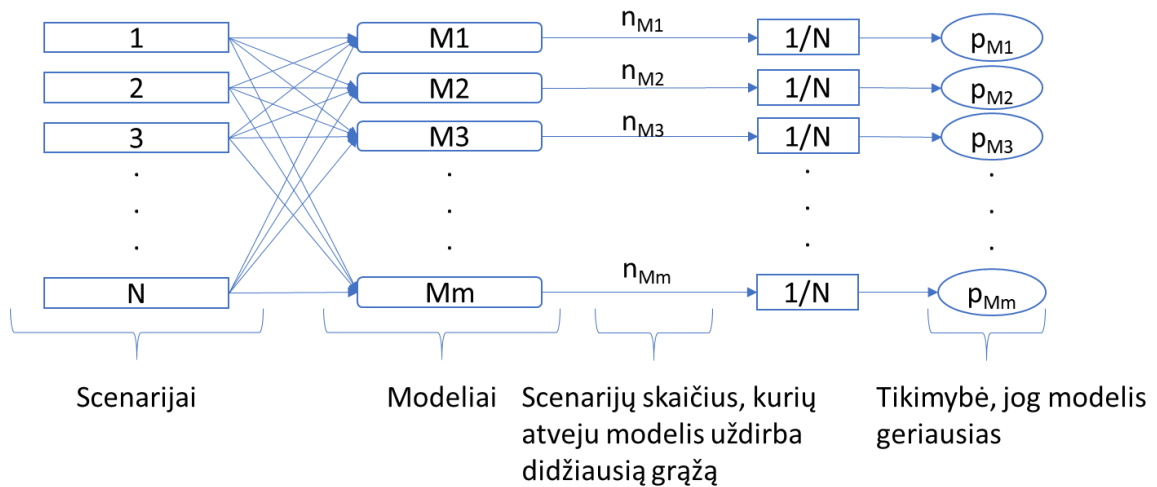 1 M1 n_M1 1/N p_M1
2 M2 n_M2 1/N p_M2
3 M3 n_M3 1/N p_M3
. . . .
. . . .
. . . .
N Mm n_Mm 1/N p_Mm
Scenarijai Modeliai Scenarijų skaičius, kurių Tikimybė, jog modelis
atveju modelis uždirba geriausias
didžiausią grąžą